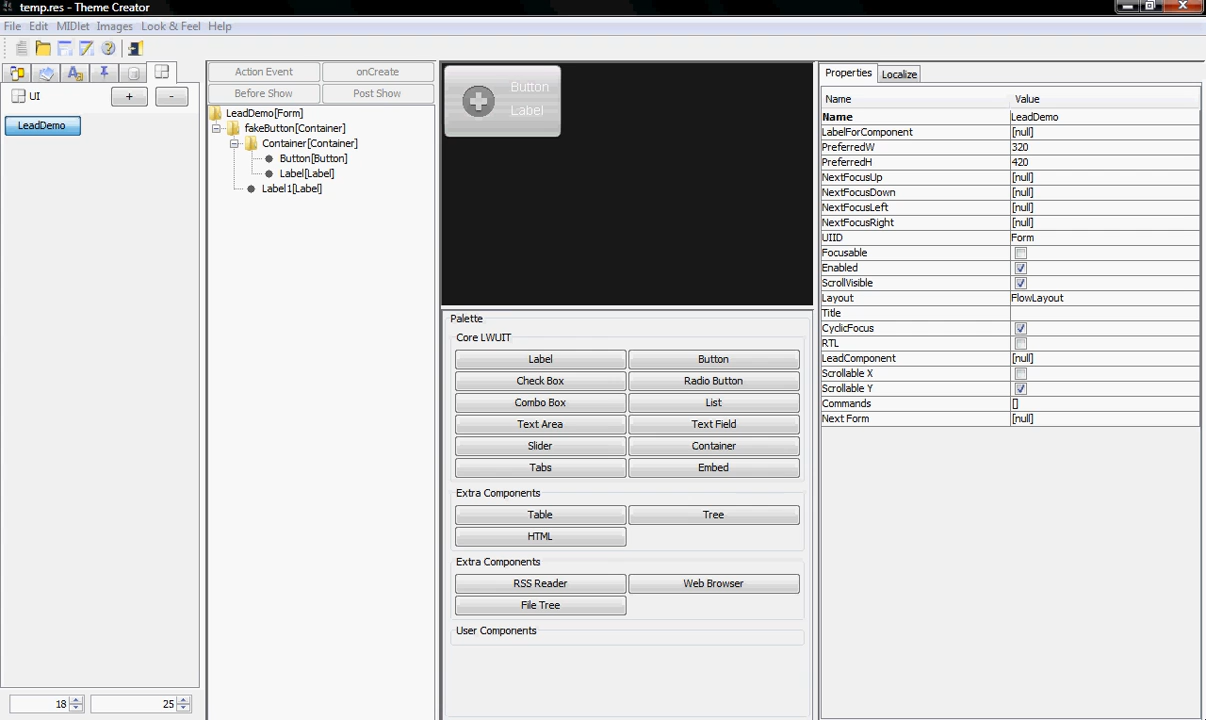 temp.res - Theme Creator
File Edit MIDlet Images Look & Feel Help
UI
+ -
LeadDemo
18 25
Action Event onCreate
Before Show Post Show
LeadDemo[Form]
fakeButton[Container]
Container[Container]
Button[Button]
Label[Label]
Label1[Label]
Button
Label
Palette
Core LWUIT
Label Button
Check Box Radio Button
Combo Box List
Text Area Text Field
Slider Container
Tabs Embed
Extra Components
Table Tree
HTML
Extra Components
RSS Reader Web Browser
File Tree
User Components
Properties Localize
Name Value
Name LeadDemo
LabelForComponent [null]
PreferredW 320
PreferredH 420
NextFocusUp [null]
NextFocusDown [null]
NextFocusLeft [null]
NextFocusRight [null]
UIID Form
Focusable
Enabled
ScrollVisible
Layout FlowLayout
Title
CyclicFocus
RTL
LeadComponent [null]
Scrollable X
Scrollable Y
Commands []
Next Form [null]